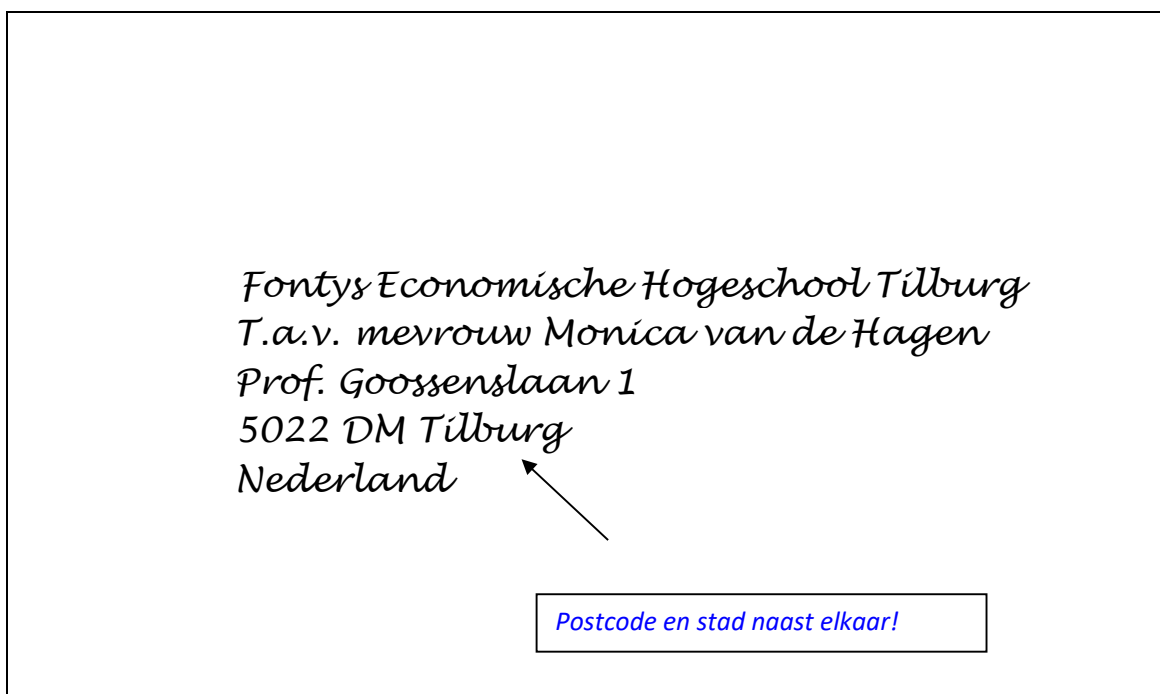 Fontys Economische Hogeschool Tilburg
T.a.v. mevrouw Monica van de Hagen
Prof. Goossenslaan 1
5022 DM Tilburg
Nederland
Postcode en stad naast elkaar!